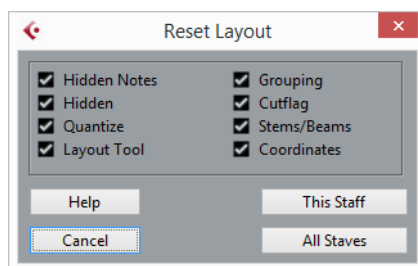 Reset Layout
Hidden Notes
Grouping
Hidden
Cutflag
Quantize
Stems/Beams
Layout Tool
Coordinates
Help
This Staff
Cancel
All Staves